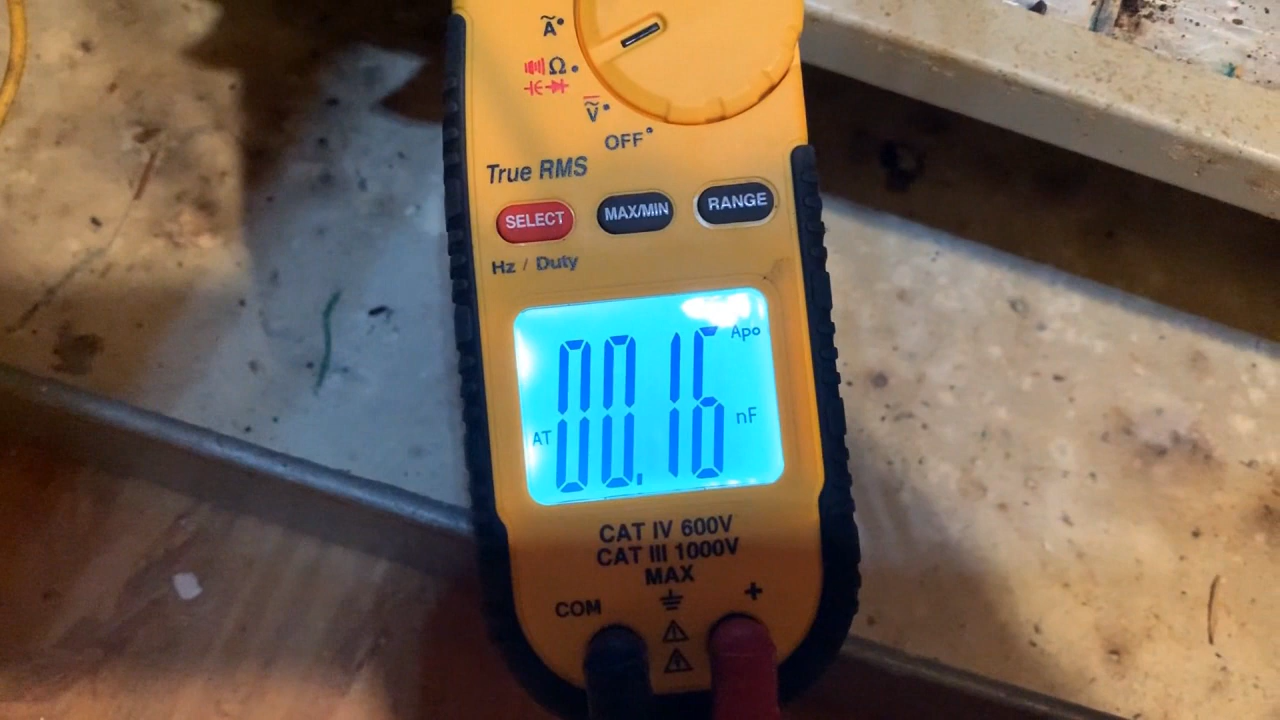 Ã
Ω
Ṽ
OFF
True RMS
SELECT
MAX/MIN
RANGE
Hz / Duty
Apo
00.16
nF
AT
CAT IV 600V
CAT III 1000V
MAX
COM
+